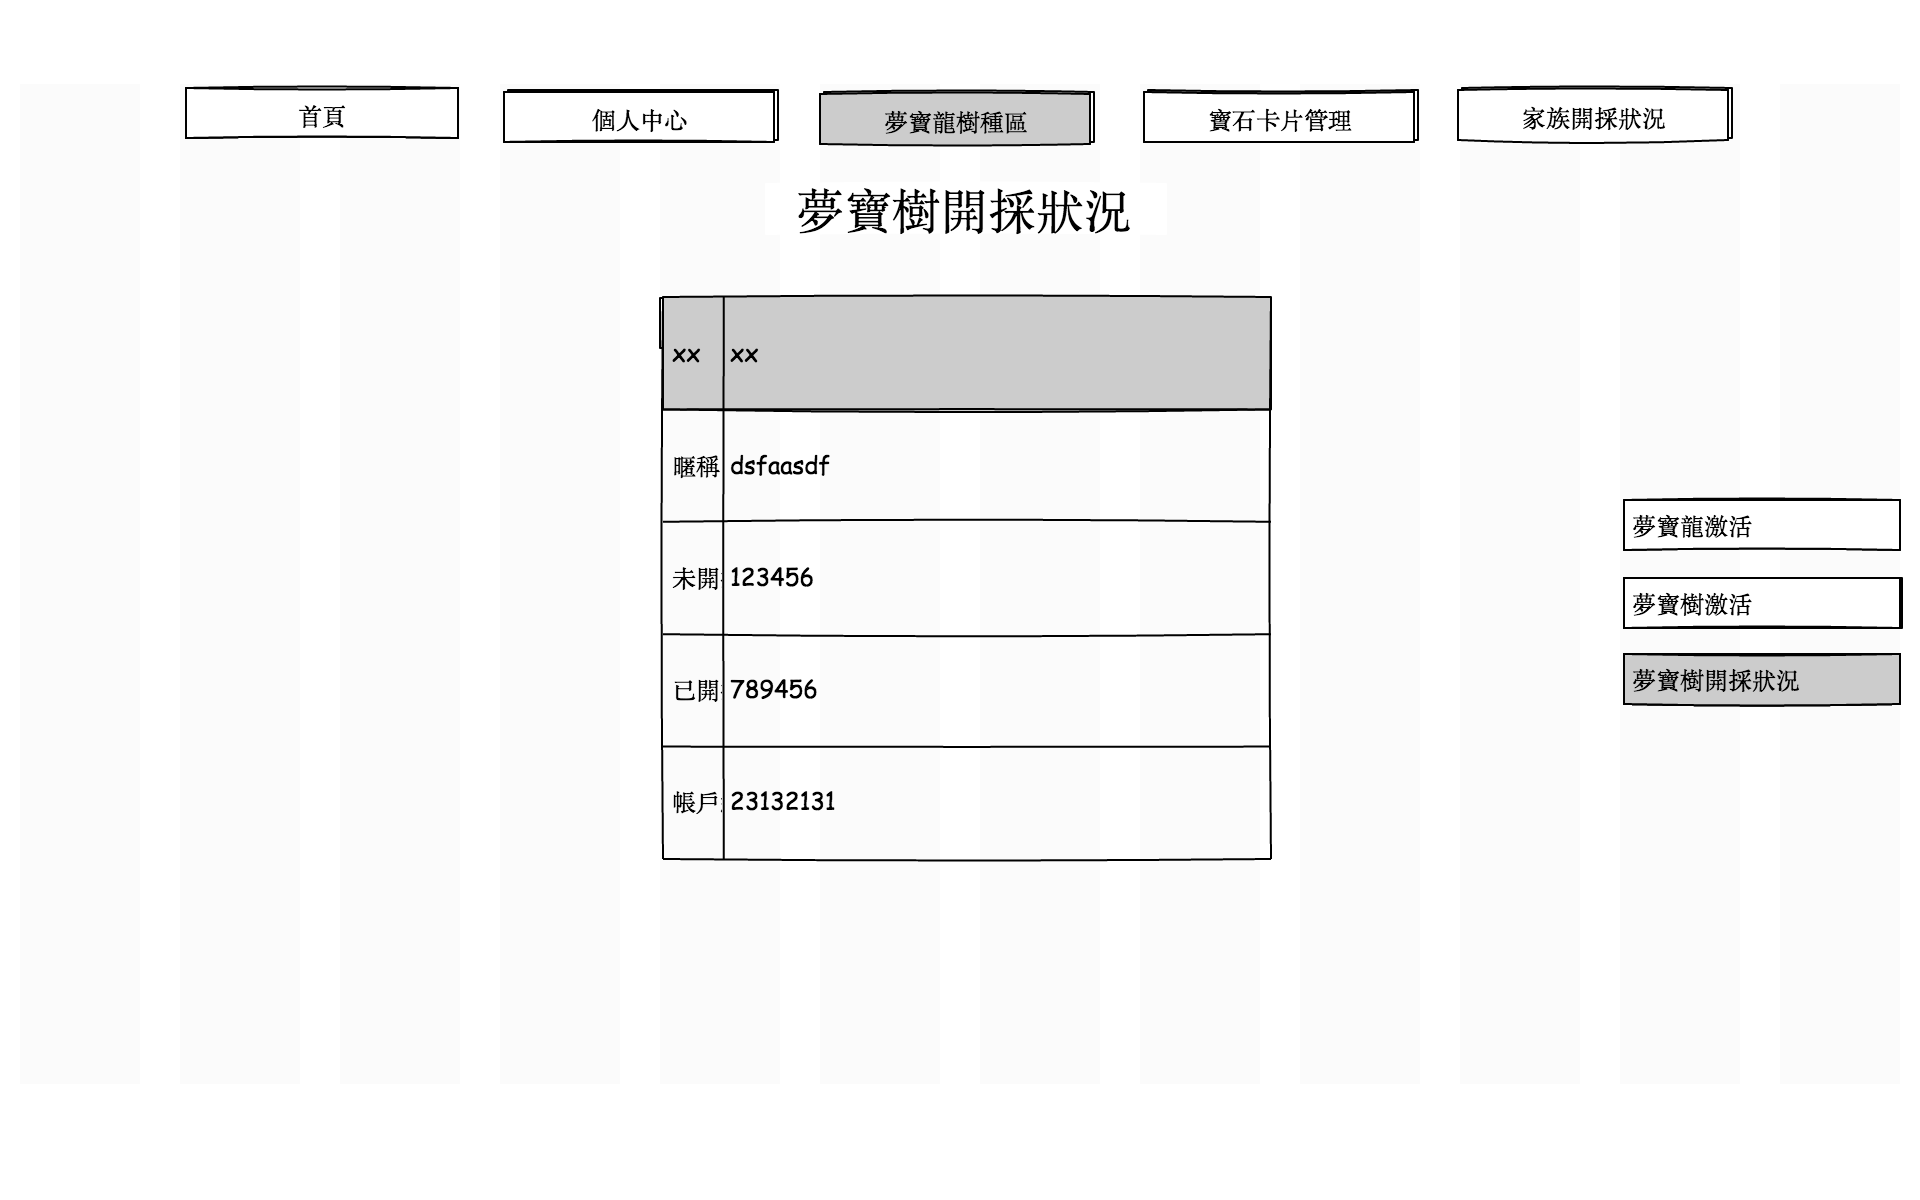 首頁
個人中心
夢寶龍樹種區
寶石卡片管理
家族開採狀況
夢寶樹開採狀況
xx xx
暱稱 dsfaasdf
未開 123456
已開 789456
帳戶 23132131
夢寶龍激活
夢寶樹激活
夢寶樹開採狀況